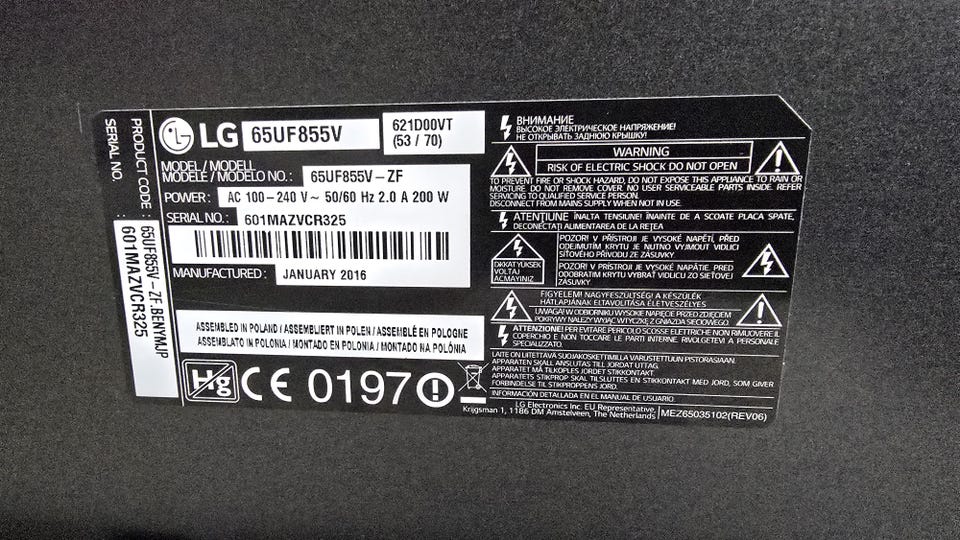 PRODUCT CODE : 65UF855V-ZF.BEENYMJP
SERIAL NO. : 601MAZVCR325
LG 65UF855V
621D00VT
(53 / 70)
MODEL / MODELL
MODELE / MODELO NO.: 65UF855V-ZF
POWER: AC 100-240 V~ 50/60 Hz 2.0 A 200 W
SERIAL NO.: 601MAZVCR325
MANUFACTURED: JANUARY 2016
ASSEMBLED IN POLAND / ASSEMBLIERT IN POLEN / ASSEMBLÉ EN POLOGNE
ASSEMBLATO IN POLONIA / MONTADO EN POLONIA / MONTADO NA POLÓNIA
Hg CE 0197
ВНИМАНИЕ
ВЫСОКОЕ ЭЛЕКТРИЧЕСКОЕ НАПРЯЖЕНИЕ!
НЕ ОТКРЫВАТЬ ЗАДНЮЮ КРЫШКУ!
WARNING
RISK OF ELECTRIC SHOCK DO NOT OPEN
TO PREVENT FIRE OR SHOCK HAZARD, DO NOT EXPOSE THIS APPLIANCE TO RAIN OR
MOISTURE. DO NOT REMOVE COVER. NO USER SERVICEABLE PARTS INSIDE. REFER
SERVICING TO QUALIFIED SERVICE PERSON.
DISCONNECT FROM MAINS SUPPLY WHEN NOT IN USE.
ATENŢIUNE ÎNALTA TENSIUNE! ÎNAINTE DE A SCOATE PLACA SPATE,
DECONECTAŢI ALIMENTAREA DE LA REŢEA
DIKKAT YUKSEK
VOLTAJ
ACMAYINIZ
POZOR! V PŘÍSTROJI JE VYSOKÉ NAPĚTÍ, PŘED
ODEJMUTÍM KRYTU JE NUTNO VYJMOUT VIDLICI
SÍŤOVÉHO PŘÍVODU ZE ZÁSUVKY.
POZOR! V PRÍSTROJI JE VYSOKÉ NAPÄTIE, PRED
ODOBRATÍM KRYTU JE NUTNÉ VYBRAŤ VIDLICU ZO SIEŤOVEJ
ZÁSUVKY.
FIGYELEM! NAGYFESZÜLTSÉG! A KÉSZÜLÉK
HÁTLAPJÁNAK ELTÁVOLÍTÁSA ÉLETVESZÉLYES
UWAGA! W ODBIORNIKU WYSOKIE NAPIĘCIE. PRZED ZDJĘCIEM
POKRYWY NALEŻY WYJĄĆ WTYCZKĘ Z GNIAZDA SIECIOWEGO.
ATTENZIONE! PER EVITARE PERICOLO SCOSSE ELETTRICHE NON RIMUOVERE IL
COPERCHIO E NON TOCCARE LE PARTI INTERNE. RIVOLGETEVI A PERSONALE
SPECIALIZZATO.
LAITE ON LIITETTÄVÄ SUOJAKOSKETTIMILLA VARUSTETTUUN PISTORASIAAN.
APPARATEN SKALL ANSLUTAS TILL JORDAT UTTAG.
APPARATET MÅ TILKOPLES JORDET STIKKONTAKT.
APPARATETS STIKPROP SKAL TILSLUTTES EN STIKKONTAKT MED JORD, SOM GIVER
FORBINDELSE TIL STIKPROPPENS JORD.
INFORMACIÓN DETALLADA EN EL MANUAL DE USUARIO.
LG Electronics Inc. EU Representative,
Krijgsman 1, 1186 DM Amstelveen, The Netherlands
MEZ65035102(REV06)